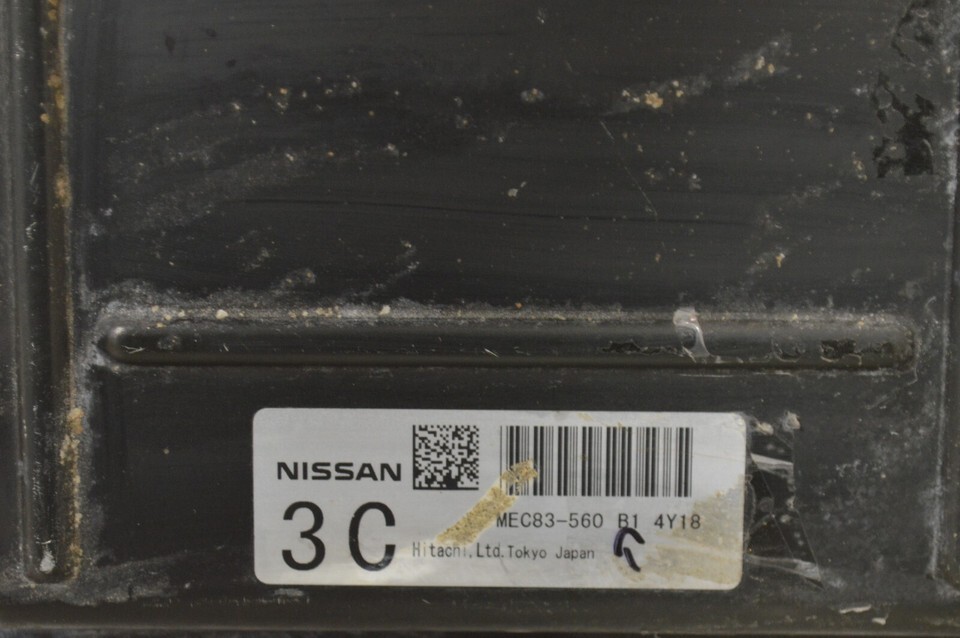 NISSAN
3C
MEC83-560 B1 4Y18
Hitachi.Ltd.Tokyo Japan